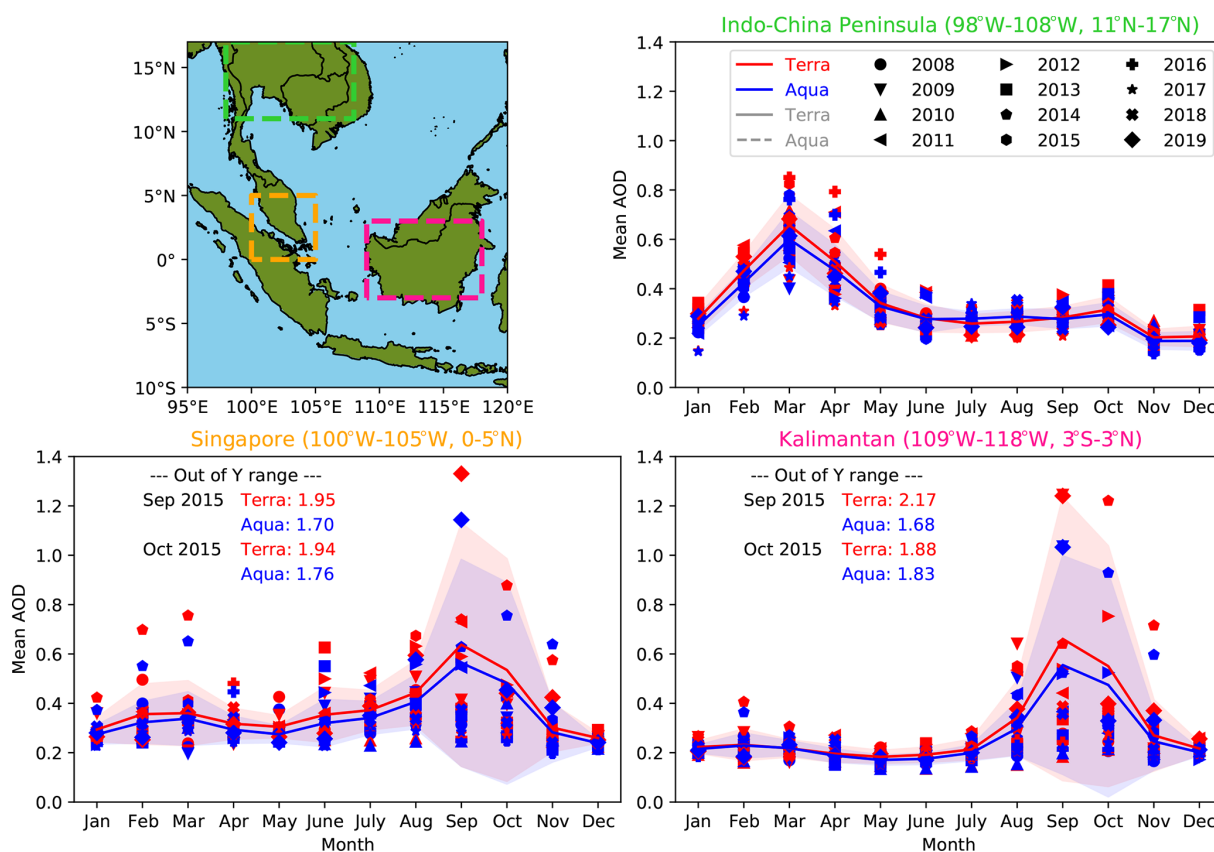 Indo-China Peninsula (98°W-108°W, 11°N-17°N)
15°N
10°N
5°N
0°
5°S
10°S
95°E 100°E 105°E 110°E 115°E 120°E
Mean AOD
1.4
1.2
1.0
0.8
0.6
0.4
0.2
0.0
Terra 2008 2012 2016
Aqua 2009 2013 2017
Terra 2010 2014 2018
Aqua 2011 2015 2019
Jan Feb Mar Apr May June July Aug Sep Oct Nov Dec
Singapore (100°W-105°W, 0-5°N)
Mean AOD
1.4
1.2
1.0
0.8
0.6
0.4
0.2
0.0
--- Out of Y range ---
Sep 2015 Terra: 1.95
Aqua: 1.70
Oct 2015 Terra: 1.94
Aqua: 1.76
Jan Feb Mar Apr May June July Aug Sep Oct Nov Dec
Month
Kalimantan (109°W-118°W, 3°S-3°N)
1.4
1.2
1.0
0.8
0.6
0.4
0.2
0.0
--- Out of Y range ---
Sep 2015 Terra: 2.17
Aqua: 1.68
Oct 2015 Terra: 1.88
Aqua: 1.83
Jan Feb Mar Apr May June July Aug Sep Oct Nov Dec
Month